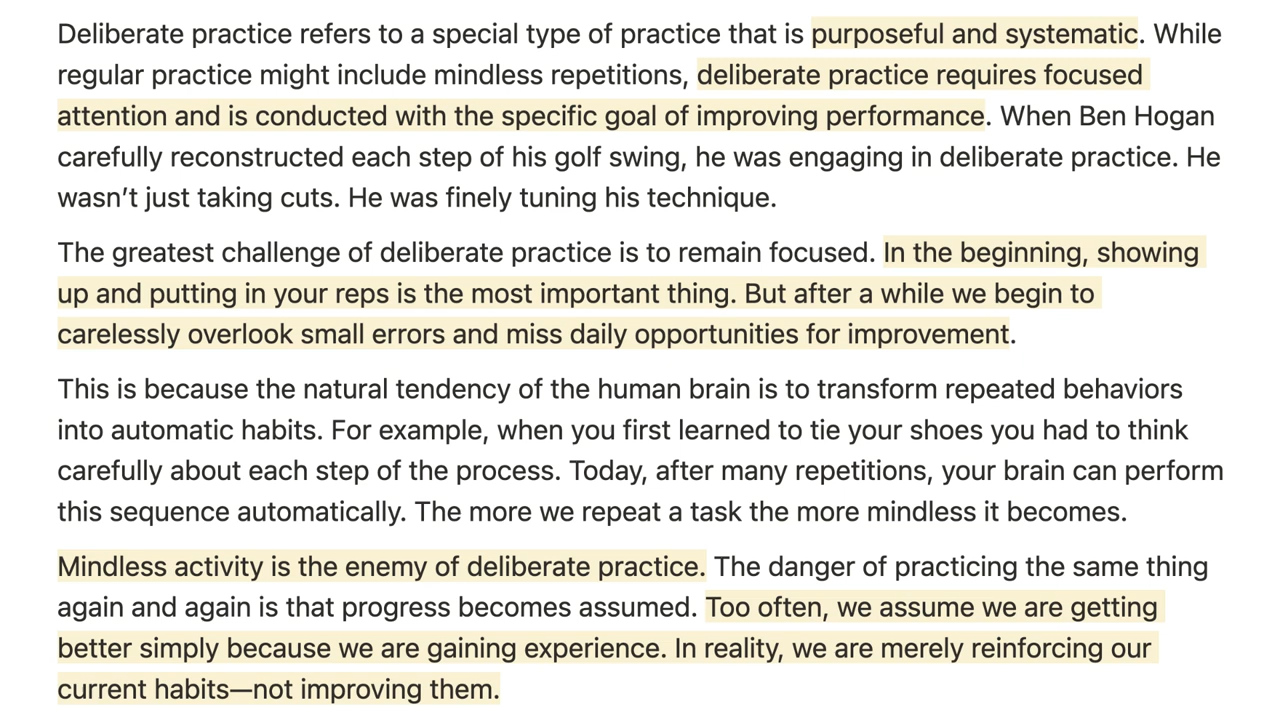 Deliberate practice refers to a special type of practice that is purposeful and systematic. While
regular practice might include mindless repetitions, deliberate practice requires focused
attention and is conducted with the specific goal of improving performance. When Ben Hogan
carefully reconstructed each step of his golf swing, he was engaging in deliberate practice. He
wasn’t just taking cuts. He was finely tuning his technique.
The greatest challenge of deliberate practice is to remain focused. In the beginning, showing
up and putting in your reps is the most important thing. But after a while we begin to
carelessly overlook small errors and miss daily opportunities for improvement.
This is because the natural tendency of the human brain is to transform repeated behaviors
into automatic habits. For example, when you first learned to tie your shoes you had to think
carefully about each step of the process. Today, after many repetitions, your brain can perform
this sequence automatically. The more we repeat a task the more mindless it becomes.
Mindless activity is the enemy of deliberate practice. The danger of practicing the same thing
again and again is that progress becomes assumed. Too often, we assume we are getting
better simply because we are gaining experience. In reality, we are merely reinforcing our
current habits—not improving them.